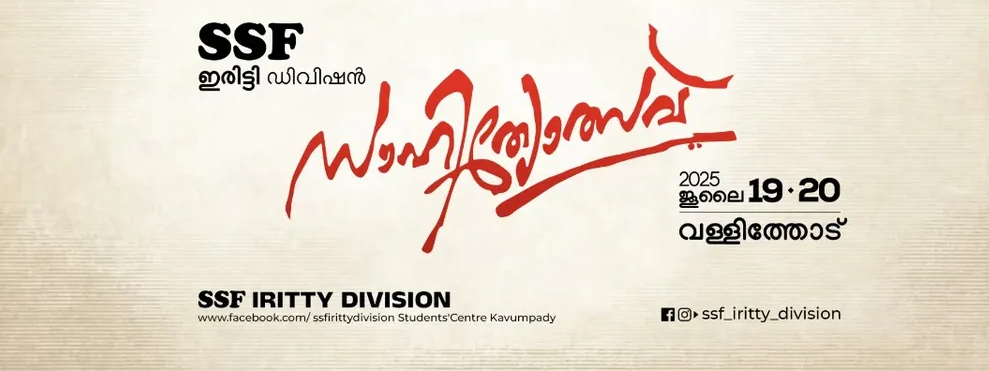 SSF
ഇരിട്ടി ഡിവിഷൻ
സാഹിത്യോത്സവ്
2025
ജൂലൈ 19 · 20
വള്ളിത്തോട്
SSF IRITTY DIVISION
www.facebook.com/ ssfirittydivision Students'Centre Kavumpady
ssf_iritty_division